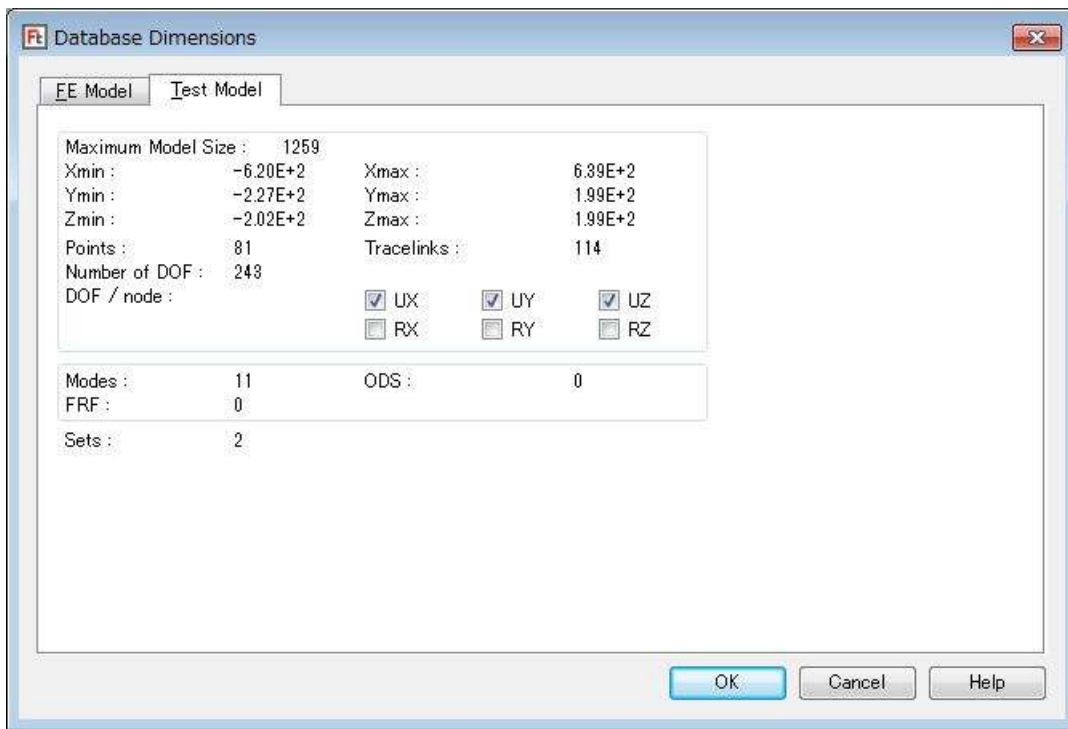 Ft Database Dimensions
FE Model Test Model
Maximum Model Size : 1259
Xmin : -6.20E+2 Xmax : 6.39E+2
Ymin : -2.27E+2 Ymax : 1.99E+2
Zmin : -2.02E+2 Zmax : 1.99E+2
Points : 81 Tracelinks : 114
Number of DOF : 243
DOF / node : UX UY UZ
RX RY RZ
Modes : 11 ODS : 0
FRF : 0
Sets : 2
OK Cancel Help